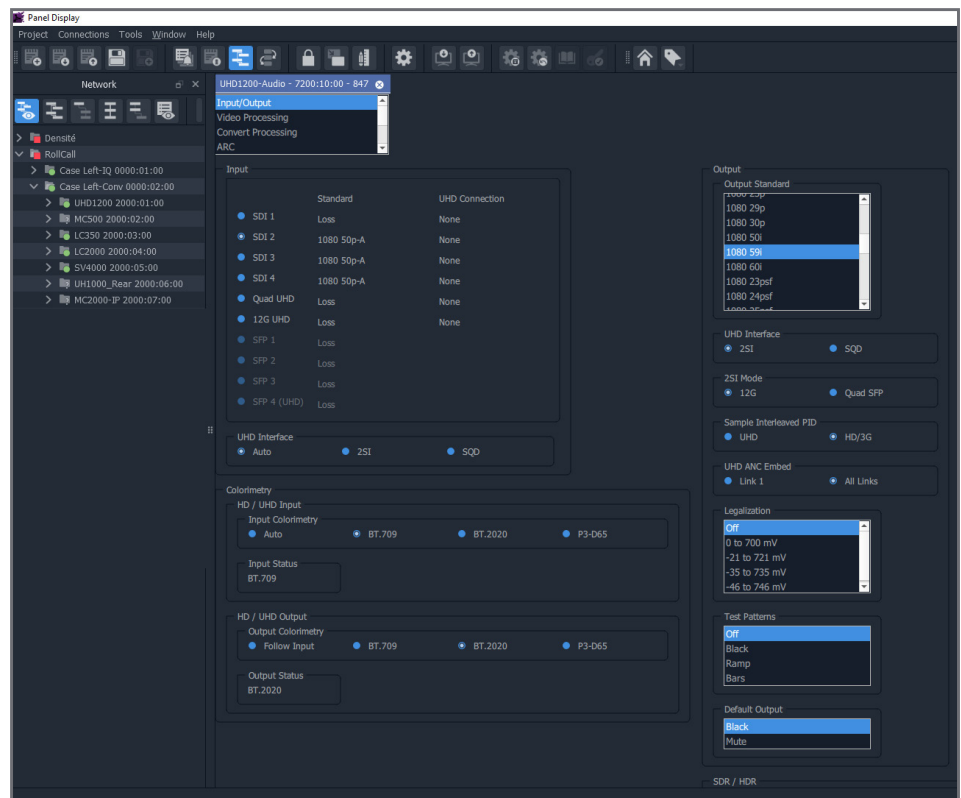 Panel Display
Project Connections Tools Window Help
Network
UHD1200-Audio - 7200:10:00 - 847
Input/Output
Video Processing
Convert Processing
ARC
Densité
RollCall
Case Left-IQ 0000:01:00
Case Left-Conv 0000:02:00
UHD1200 2000:01:00
MC500 2000:02:00
LC350 2000:03:00
LC2000 2000:04:00
SV4000 2000:05:00
UH1000_Rear 2000:06:00
MC2000-IP 2000:07:00
Input
Standard UHD Connection
SDI 1 Loss None
SDI 2 1080 50p-A None
SDI 3 1080 50p-A None
SDI 4 1080 50p-A None
Quad UHD Loss None
12G UHD Loss None
SFP 1 Loss
SFP 2 Loss
SFP 3 Loss
SFP 4 (UHD) Loss
UHD Interface
Auto 2SI SQD
Colorimetry
HD / UHD Input
Input Colorimetry
Auto BT.709 BT.2020 P3-D65
Input Status
BT.709
HD / UHD Output
Output Colorimetry
Follow Input BT.709 BT.2020 P3-D65
Output Status
BT.2020
Output
Output Standard
1080 25p
1080 29p
1080 30p
1080 50i
1080 59i
1080 60i
1080 23psf
1080 24psf
1080 25psf
UHD Interface
2SI SQD
2SI Mode
12G Quad SFP
Sample Interleaved PID
UHD HD/3G
UHD ANC Embed
Link 1 All Links
Legalization
Off
0 to 700 mV
-21 to 721 mV
-35 to 735 mV
-46 to 746 mV
Test Patterns
Off
Black
Ramp
Bars
Default Output
Black
Mute
SDR / HDR